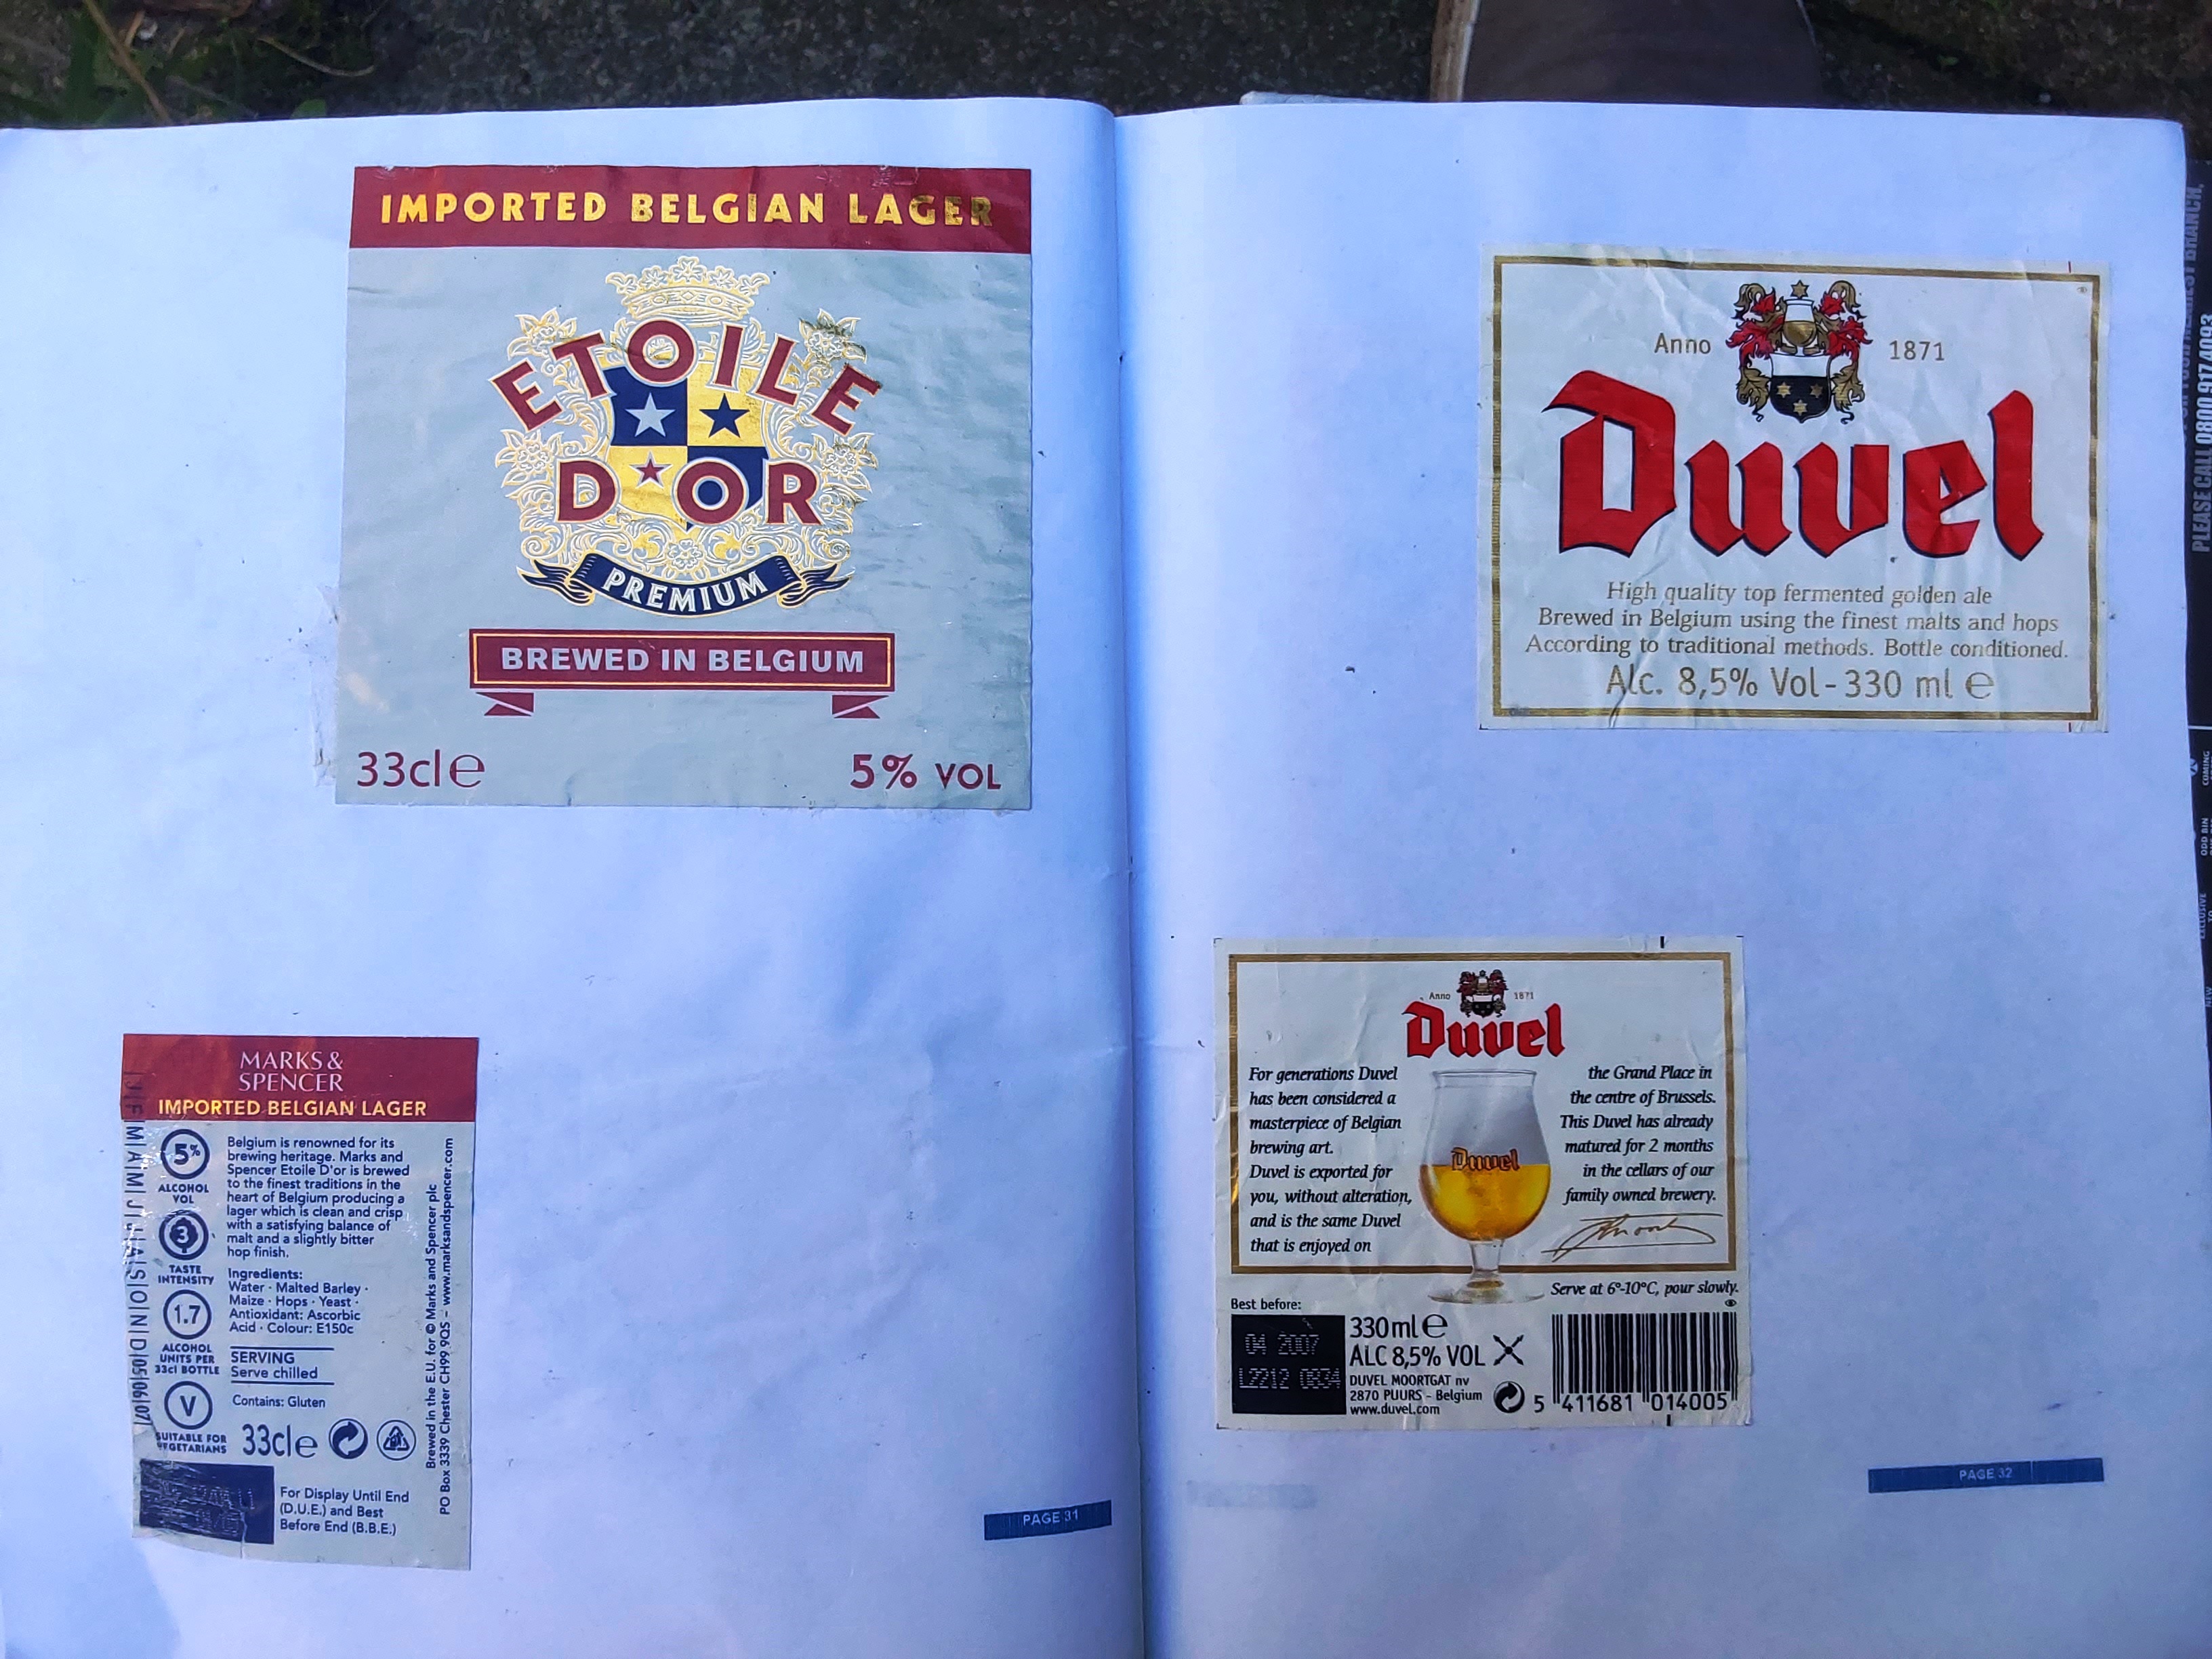 IMPORTED BELGIAN LAGER
ETOILE
D'OR
PREMIUM
BREWED IN BELGIUM
33cl℮
5% VOL
MARKS &
SPENCER
IMPORTED BELGIAN LAGER
J|F|M|A|M|J|J|A|S|O|N|D|05|06|07|
5%
ALCOHOL
VOL
3
TASTE
INTENSITY
1.7
ALCOHOL
UNITS PER
33cl BOTTLE
V
SUITABLE FOR
VEGETARIANS
Belgium is renowned for its
brewing heritage. Marks and
Spencer Etoile D'or is brewed
to the finest traditions in the
heart of Belgium producing a
lager which is clean and crisp
with a satisfying balance of
malt and a slightly bitter
hop finish.
Ingredients:
Water · Malted Barley ·
Maize · Hops · Yeast ·
Antioxidant: Ascorbic
Acid · Colour: E150c
SERVING
Serve chilled
Contains: Gluten
33cl℮
For Display Until End
(D.U.E.) and Best
Before End (B.B.E.)
Brewed in the E.U. for © Marks and Spencer plc
PO Box 3339 Chester CH99 9QS – www.marksandspencer.com
PAGE 31
Anno 1871
Duvel
High quality top fermented golden ale
Brewed in Belgium using the finest malts and hops
According to traditional methods. Bottle conditioned.
Alc. 8,5% Vol - 330 ml ℮
Anno 1871
Duvel
For generations Duvel
has been considered a
masterpiece of Belgian
brewing art.
Duvel is exported for
you, without alteration,
and is the same Duvel
that is enjoyed on
Duvel
the Grand Place in
the centre of Brussels.
This Duvel has already
matured for 2 months
in the cellars of our
family owned brewery.
Serve at 6°-10°C, pour slowly.
Best before:
04 2007
L2212 0834
330 ml ℮
ALC 8,5% VOL
DUVEL MOORTGAT nv
2870 PUURS - Belgium
www.duvel.com
5 411681 014005
PAGE 32
PLEASE CALL 0800 917 4093
BRANCH.